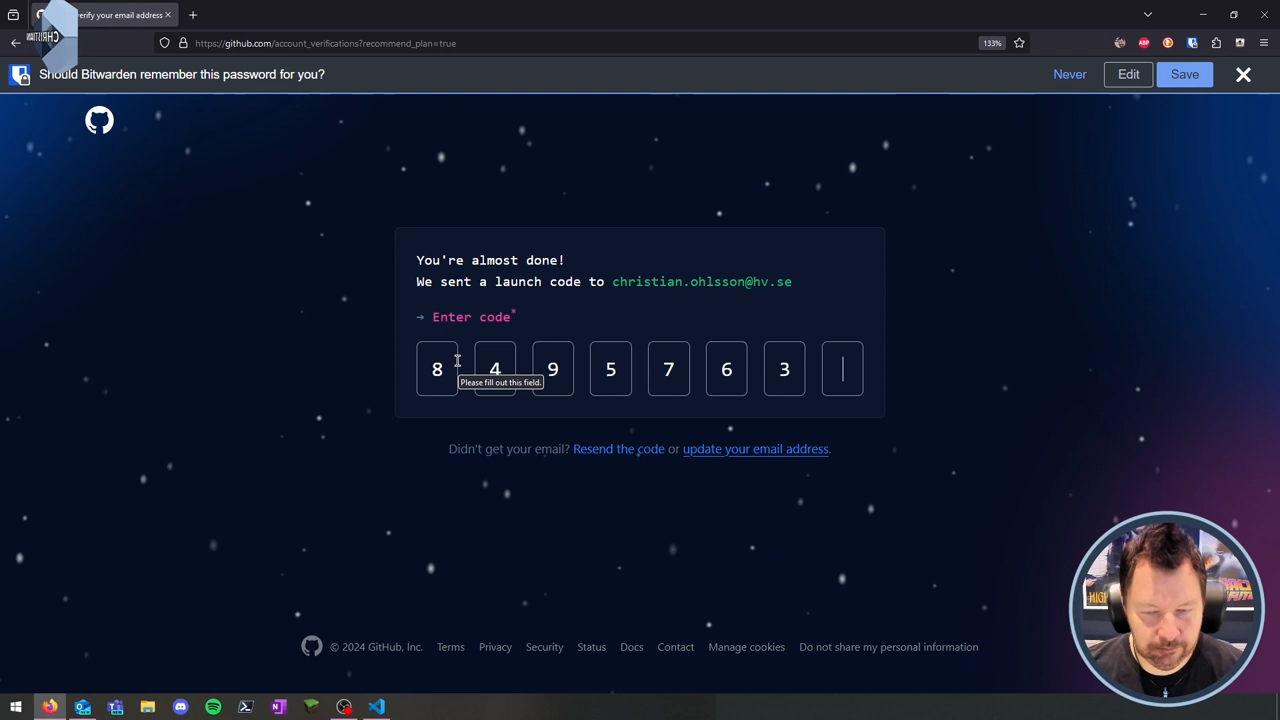 verify your email address
https://github.com/account_verifications?recommend_plan=true
133%
ABP
Should Bitwarden remember this password for you?
Never
Edit
Save
You're almost done!
We sent a launch code to christian.ohlsson@hv.se
→ Enter code*
8 4 9 5 7 6 3
Please fill out this field.
Didn't get your email? Resend the code or update your email address.
© 2024 GitHub, Inc. Terms Privacy Security Status Docs Contact Manage cookies Do not share my personal information